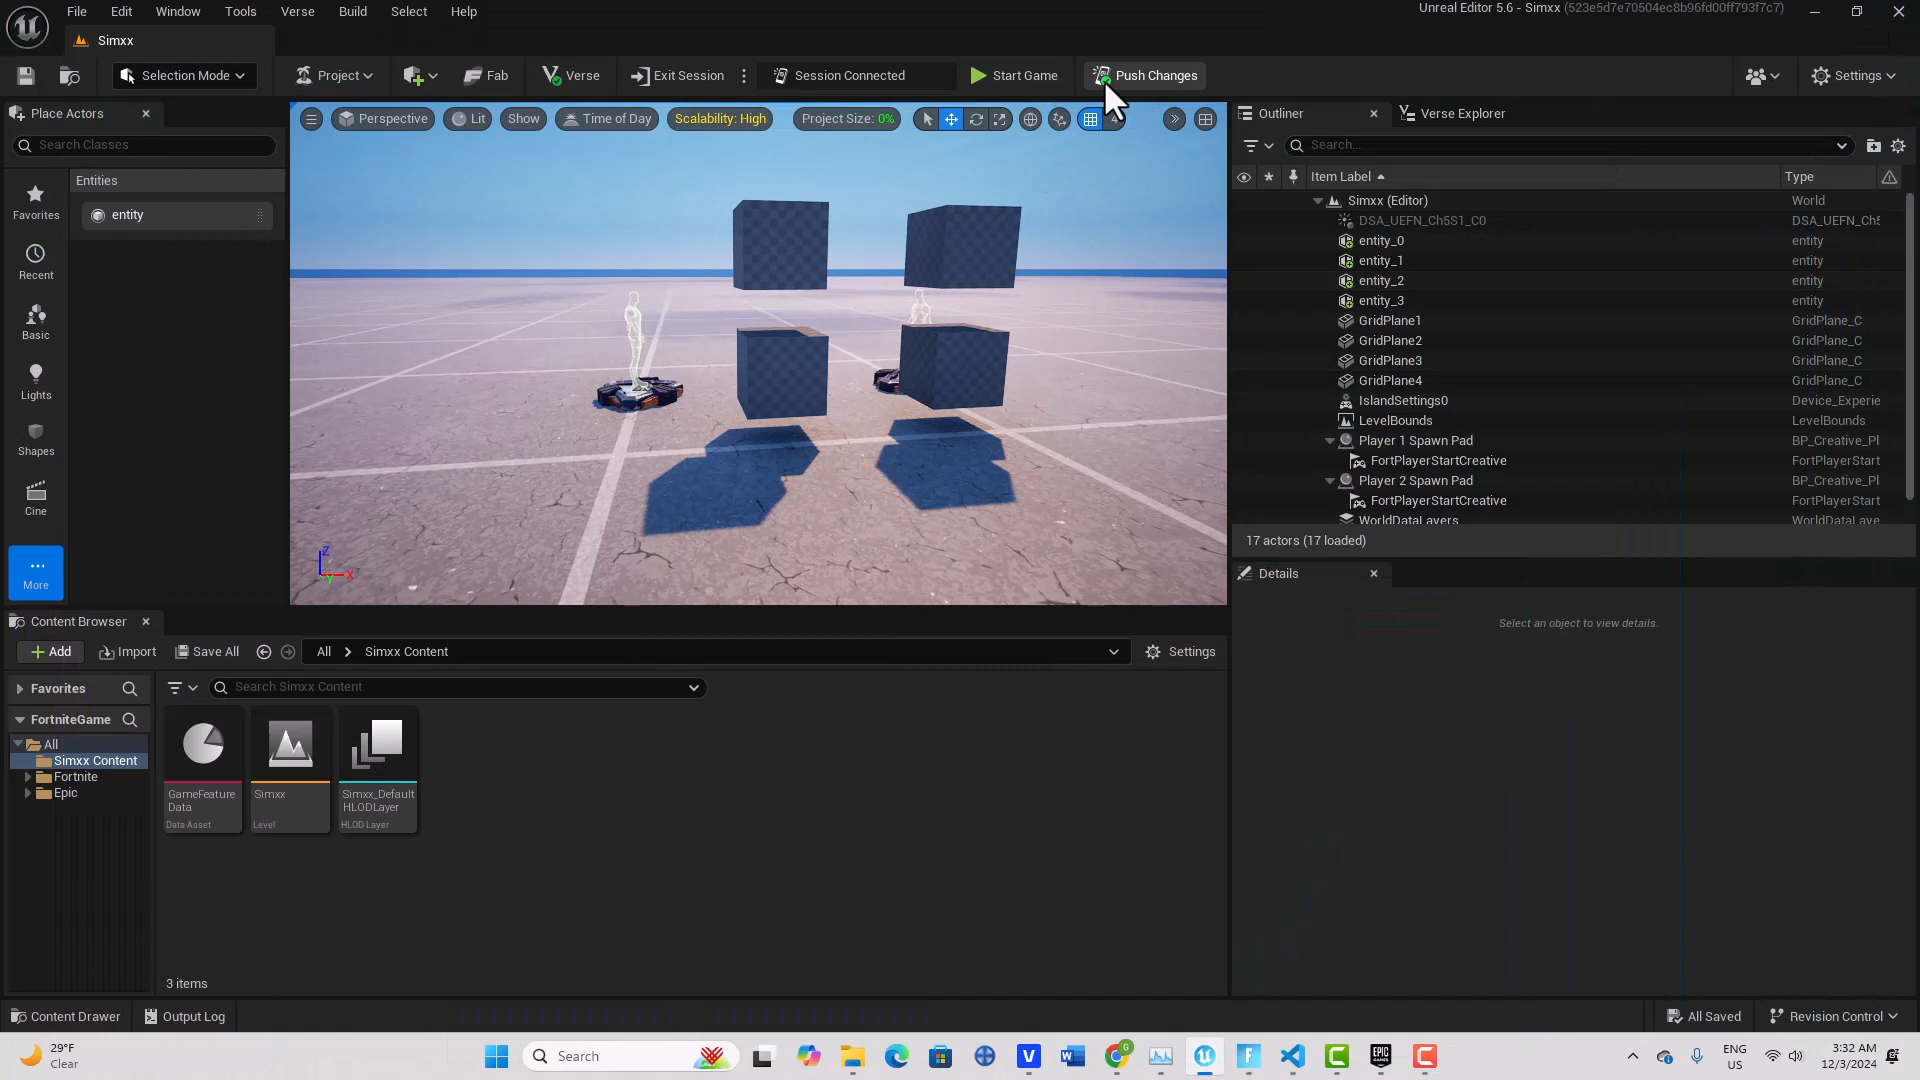 File Edit Window Tools Verse Build Select Help
Unreal Editor 5.6 - Simxx (523e5d7e70504ec8b96fd00ff793f7c7)
Simxx
Selection Mode Project Fab Verse Exit Session Session Connected Start Game Push Changes Settings
Place Actors
Search Classes
Favorites
Recent
Basic
Lights
Shapes
Cine
More
Entities
entity
Perspective Lit Show Time of Day Scalability: High Project Size: 0% 4
Z
X
Y
Outliner Verse Explorer
Search...
Item Label Type
Simxx (Editor) World
DSA_UEFN_Ch5S1_C0 DSA_UEFN_Ch5
entity_0 entity
entity_1 entity
entity_2 entity
entity_3 entity
GridPlane1 GridPlane_C
GridPlane2 GridPlane_C
GridPlane3 GridPlane_C
GridPlane4 GridPlane_C
IslandSettings0 Device_Experie
LevelBounds LevelBounds
Player 1 Spawn Pad BP_Creative_Pl
FortPlayerStartCreative FortPlayerStart
Player 2 Spawn Pad BP_Creative_Pl
FortPlayerStartCreative FortPlayerStart
WorldDataLayers WorldDataLaye
17 actors (17 loaded)
Details
Select an object to view details.
Content Browser
Add Import Save All All Simxx Content Settings
Favorites
FortniteGame
All
Simxx Content
Fortnite
Epic
Search Simxx Content
GameFeature
Data
Data Asset
Simxx
Level
Simxx_Default
HLODLayer
HLOD Layer
3 items
Content Drawer Output Log All Saved Revision Control
29°F
Clear
Search
ENG
US
3:32 AM
12/3/2024